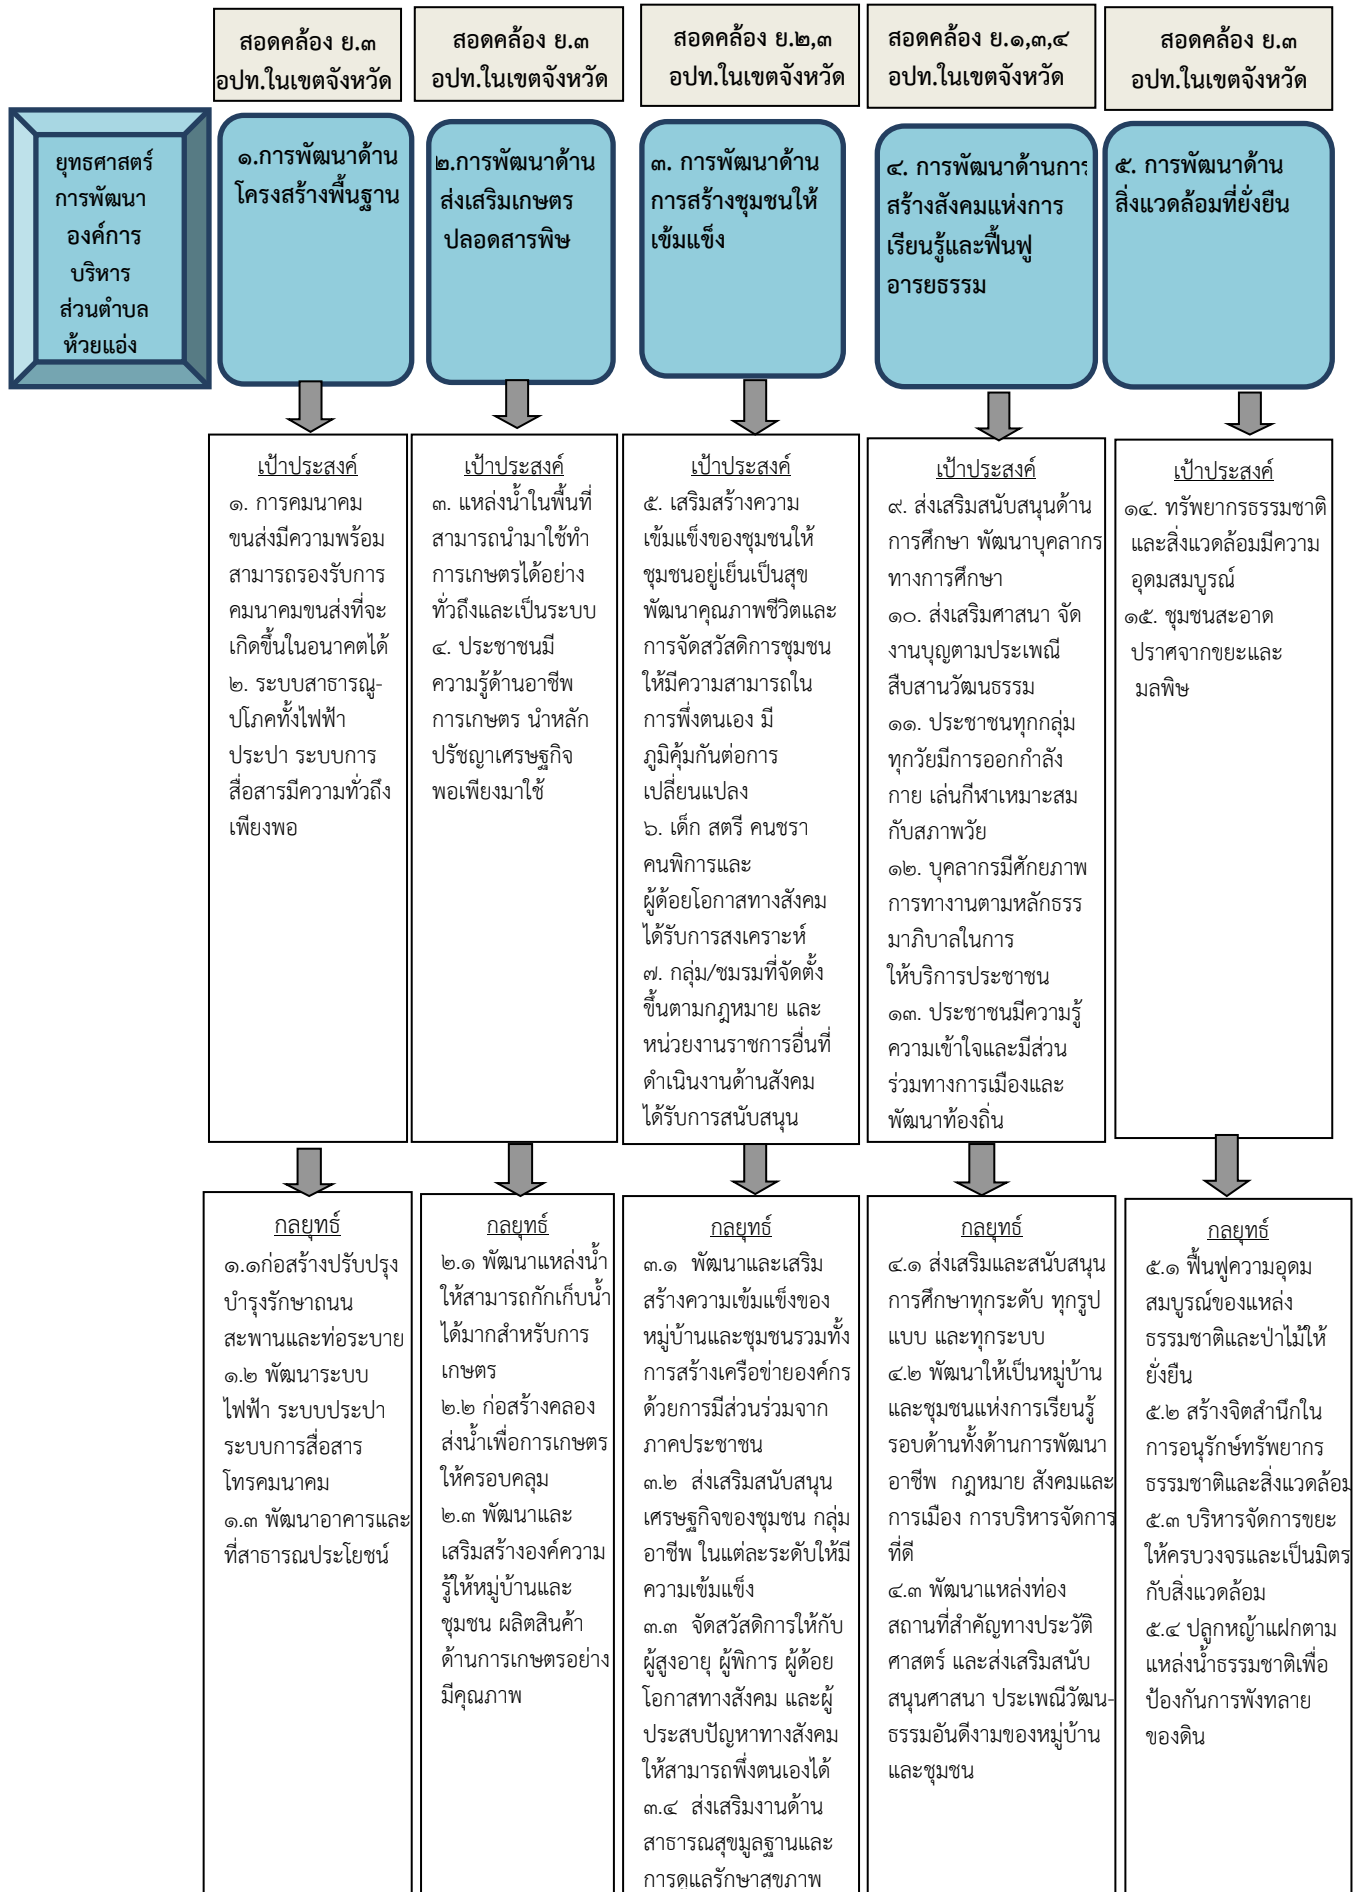 สอดคล้อง ย.๓
อปท.ในเขตจังหวัด
สอดคล้อง ย.๓
อปท.ในเขตจังหวัด
สอดคล้อง ย.๒,๓
อปท.ในเขตจังหวัด
สอดคล้อง ย.๑,๓,๔
อปท.ในเขตจังหวัด
สอดคล้อง ย.๓
อปท.ในเขตจังหวัด
ยุทธศาสตร์
การพัฒนา
องค์การ
บริหาร
ส่วนตำบล
ห้วยแอ่ง
๑.การพัฒนาด้าน
โครงสร้างพื้นฐาน
๒.การพัฒนาด้าน
ส่งเสริมเกษตร
ปลอดสารพิษ
๓. การพัฒนาด้าน
การสร้างชุมชนให้
เข้มแข็ง
๔. การพัฒนาด้านการ
สร้างสังคมแห่งการ
เรียนรู้และฟื้นฟู
อารยธรรม
๕. การพัฒนาด้าน
สิ่งแวดล้อมที่ยั่งยืน
เป้าประสงค์
๑. การคมนาคม
ขนส่งมีความพร้อม
สามารถรองรับการ
คมนาคมขนส่งที่จะ
เกิดขึ้นในอนาคตได้
๒. ระบบสาธารณู-
ปโภคทั้งไฟฟ้า
ประปา ระบบการ
สื่อสารมีความทั่วถึง
เพียงพอ
เป้าประสงค์
๓. แหล่งน้ำในพื้นที่
สามารถนำมาใช้ทำ
การเกษตรได้อย่าง
ทั่วถึงและเป็นระบบ
๔. ประชาชนมี
ความรู้ด้านอาชีพ
การเกษตร นำหลัก
ปรัชญาเศรษฐกิจ
พอเพียงมาใช้
เป้าประสงค์
๕. เสริมสร้างความ
เข้มแข็งของชุมชนให้
ชุมชนอยู่เย็นเป็นสุข
พัฒนาคุณภาพชีวิตและ
การจัดสวัสดิการชุมชน
ให้มีความสามารถใน
การพึ่งตนเอง มี
ภูมิคุ้มกันต่อการ
เปลี่ยนแปลง
๖. เด็ก สตรี คนชรา
คนพิการและ
ผู้ด้อยโอกาสทางสังคม
ได้รับการสงเคราะห์
๗. กลุ่ม/ชมรมที่จัดตั้ง
ขึ้นตามกฎหมาย และ
หน่วยงานราชการอื่นที่
ดำเนินงานด้านสังคม
ได้รับการสนับสนุน
เป้าประสงค์
๙. ส่งเสริมสนับสนุนด้าน
การศึกษา พัฒนาบุคลากร
ทางการศึกษา
๑๐. ส่งเสริมศาสนา จัด
งานบุญตามประเพณี
สืบสานวัฒนธรรม
๑๑. ประชาชนทุกกลุ่ม
ทุกวัยมีการออกกำลัง
กาย เล่นกีฬาเหมาะสม
กับสภาพวัย
๑๒. บุคลากรมีศักยภาพ
การทางานตามหลักธรร
มาภิบาลในการ
ให้บริการประชาชน
๑๓. ประชาชนมีความรู้
ความเข้าใจและมีส่วน
ร่วมทางการเมืองและ
พัฒนาท้องถิ่น
เป้าประสงค์
๑๔. ทรัพยากรธรรมชาติ
และสิ่งแวดล้อมมีความ
อุดมสมบูรณ์
๑๕. ชุมชนสะอาด
ปราศจากขยะและ
มลพิษ
กลยุทธ์
๑.๑ก่อสร้างปรับปรุง
บำรุงรักษาถนน
สะพานและท่อระบาย
๑.๒ พัฒนาระบบ
ไฟฟ้า ระบบประปา
ระบบการสื่อสาร
โทรคมนาคม
๑.๓ พัฒนาอาคารและ
ที่สาธารณประโยชน์
กลยุทธ์
๒.๑ พัฒนาแหล่งน้ำ
ให้สามารถกักเก็บน้ำ
ได้มากสำหรับการ
เกษตร
๒.๒ ก่อสร้างคลอง
ส่งน้ำเพื่อการเกษตร
ให้ครอบคลุม
๒.๓ พัฒนาและ
เสริมสร้างองค์ความ
รู้ให้หมู่บ้านและ
ชุมชน ผลิตสินค้า
ด้านการเกษตรอย่าง
มีคุณภาพ
กลยุทธ์
๓.๑ พัฒนาและเสริม
สร้างความเข้มแข็งของ
หมู่บ้านและชุมชนรวมทั้ง
การสร้างเครือข่ายองค์กร
ด้วยการมีส่วนร่วมจาก
ภาคประชาชน
๓.๒ ส่งเสริมสนับสนุน
เศรษฐกิจของชุมชน กลุ่ม
อาชีพ ในแต่ละระดับให้มี
ความเข้มแข็ง
๓.๓ จัดสวัสดิการให้กับ
ผู้สูงอายุ ผู้พิการ ผู้ด้อย
โอกาสทางสังคม และผู้
ประสบปัญหาทางสังคม
ให้สามารถพึ่งตนเองได้
๓.๔ ส่งเสริมงานด้าน
สาธารณสุขมูลฐานและ
การดูแลรักษาสุขภาพ
กลยุทธ์
๔.๑ ส่งเสริมและสนับสนุน
การศึกษาทุกระดับ ทุกรูป
แบบ และทุกระบบ
๔.๒ พัฒนาให้เป็นหมู่บ้าน
และชุมชนแห่งการเรียนรู้
รอบด้านทั้งด้านการพัฒนา
อาชีพ กฎหมาย สังคมและ
การเมือง การบริหารจัดการ
ที่ดี
๔.๓ พัฒนาแหล่งท่อง
สถานที่สำคัญทางประวัติ
ศาสตร์ และส่งเสริมสนับ
สนุนศาสนา ประเพณีวัฒน-
ธรรมอันดีงามของหมู่บ้าน
และชุมชน
กลยุทธ์
๕.๑ ฟื้นฟูความอุดม
สมบูรณ์ของแหล่ง
ธรรมชาติและป่าไม้ให้
ยั่งยืน
๕.๒ สร้างจิตสำนึกใน
การอนุรักษ์ทรัพยากร
ธรรมชาติและสิ่งแวดล้อม
๕.๓ บริหารจัดการขยะ
ให้ครบวงจรและเป็นมิตร
กับสิ่งแวดล้อม
๕.๔ ปลูกหญ้าแฝกตาม
แหล่งน้ำธรรมชาติเพื่อ
ป้องกันการพังทลาย
ของดิน